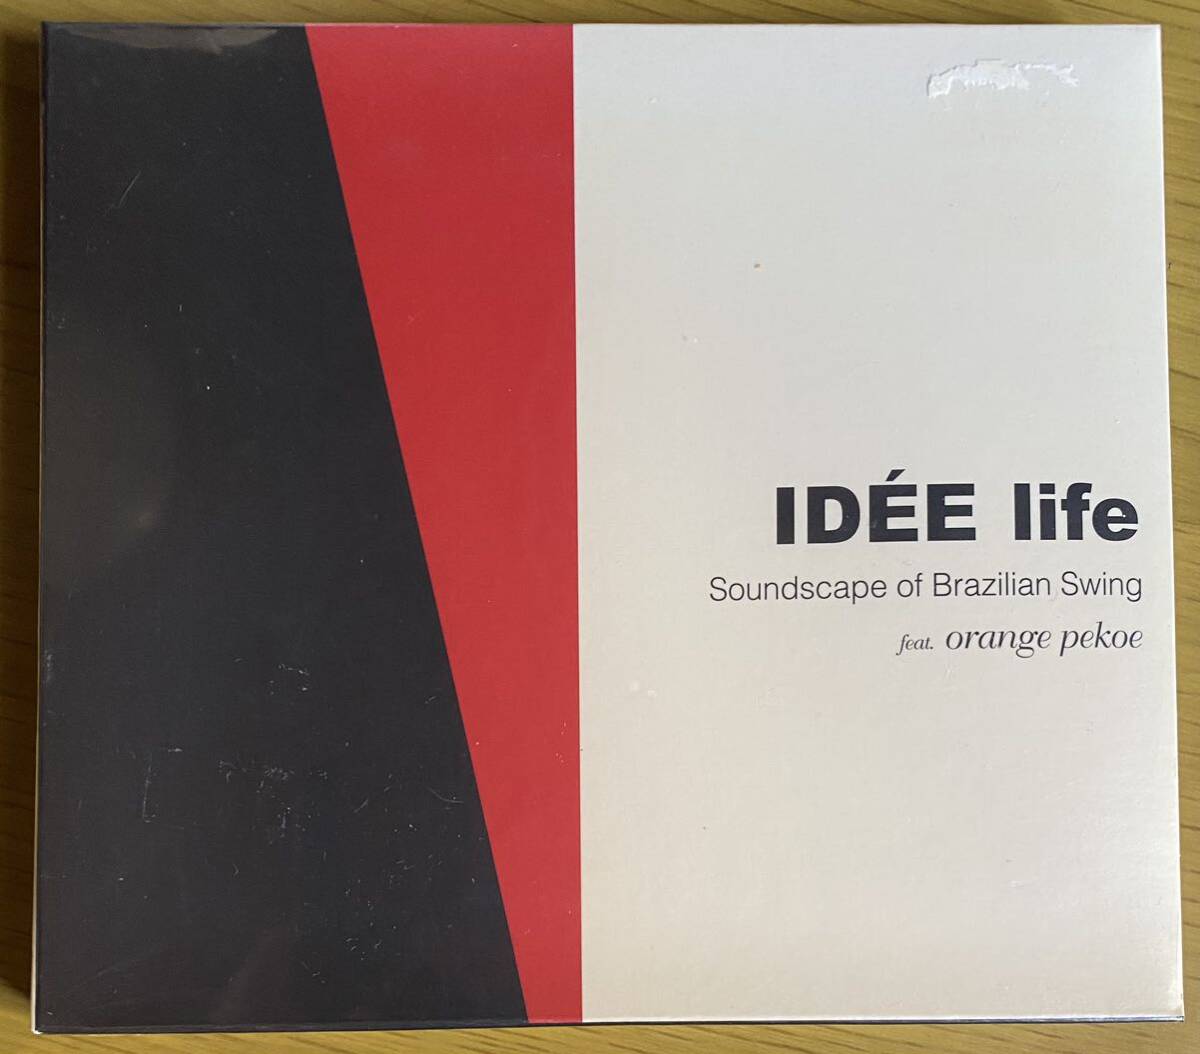 IDÉE life
Soundscape of Brazilian Swing
feat. orange pekoe